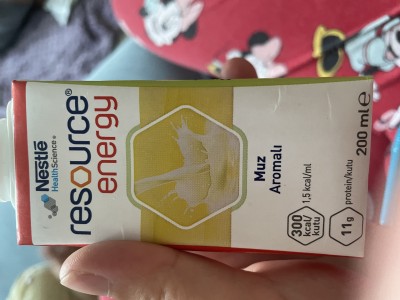 Nestlé
HealthScience®
resource®
energy
Muz
Aromalı
300
kcal/
kutu
1,5 kcal/ml
11g
protein/kutu
200 ml e